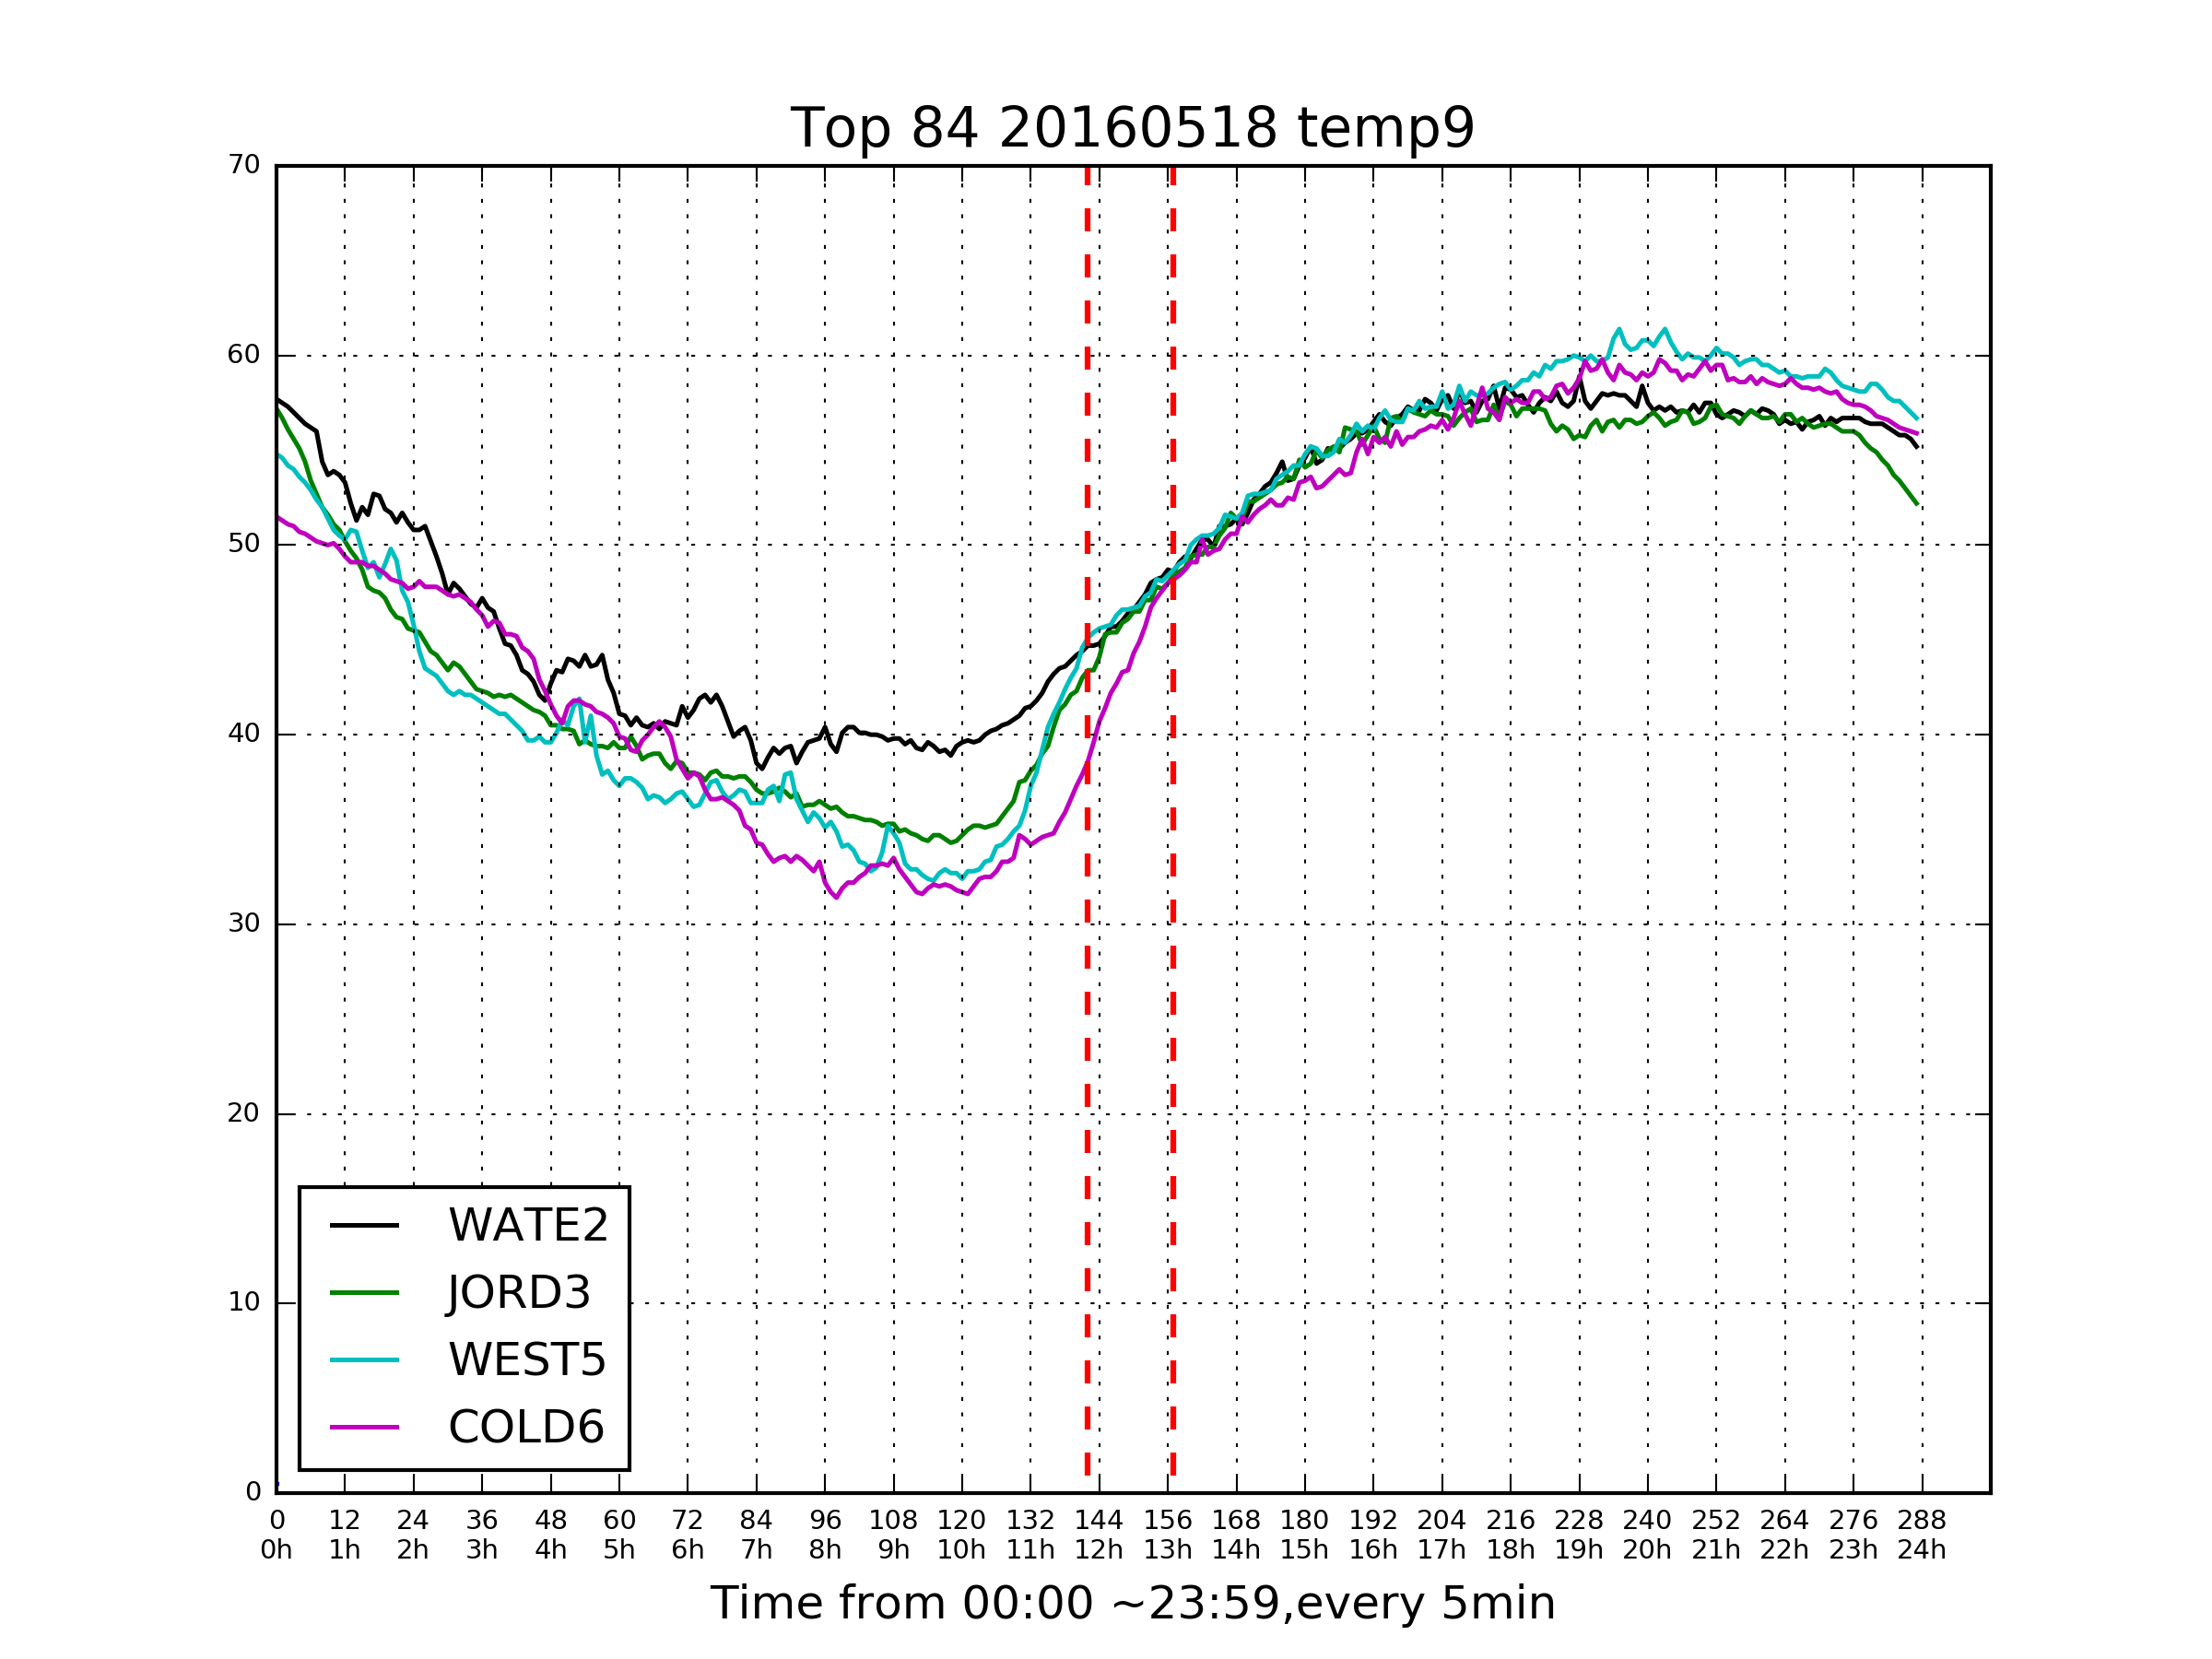 Top 84 20160518 temp9
70
60
50
40
30
20
10
0
WATE2
JORD3
WEST5
COLD6
0 12 24 36 48 60 72 84 96 108 120 132 144 156 168 180 192 204 216 228 240 252 264 276 288
0h 1h 2h 3h 4h 5h 6h 7h 8h 9h 10h 11h 12h 13h 14h 15h 16h 17h 18h 19h 20h 21h 22h 23h 24h
Time from 00:00 ~23:59,every 5min